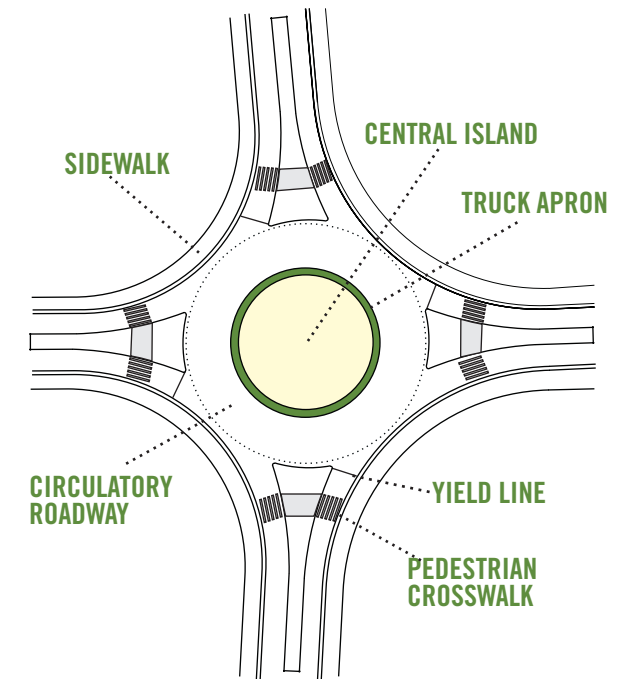 CENTRAL ISLAND
SIDEWALK
TRUCK APRON
CIRCULATORY
ROADWAY
YIELD LINE
PEDESTRIAN
CROSSWALK